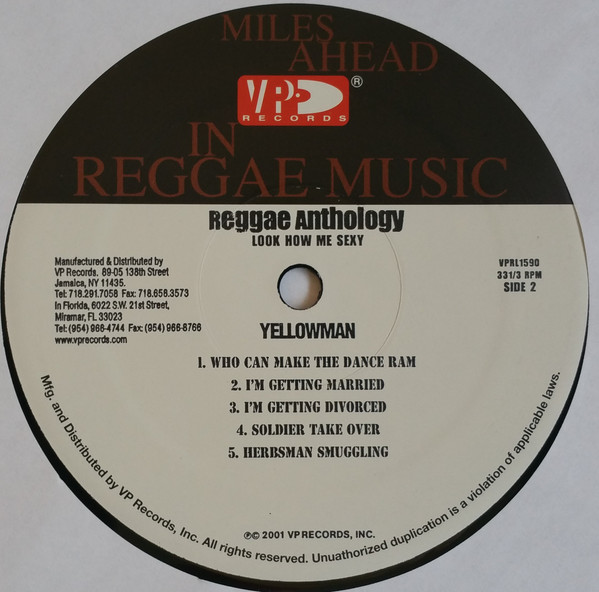 MILES
AHEAD
VP
®
RECORDS
IN
REGGAE MUSIC
Reggae Anthology
LOOK HOW ME SEXY
Manufactured & Distributed by
VP Records. 89-05 138th Street
Jamaica, NY 11435.
Tel: 718.291.7058 Fax: 718.658.3573
In Florida, 6022 S.W. 21st Street,
Miramar, FL 33023
Tel: (954) 966-4744 Fax: (954) 966-8766
www.vprecords.com
VPRL1590
331/3 RPM
SIDE 2
YELLOWMAN
1. WHO CAN MAKE THE DANCE RAM
2. I'M GETTING MARRIED
3. I'M GETTING DIVORCED
4. SOLDIER TAKE OVER
5. HERBSMAN SMUGGLING
℗© 2001 VP RECORDS, INC.
Mfg. and Distributed by VP Records, Inc. All rights reserved. Unauthorized duplication is a violation of applicable laws.